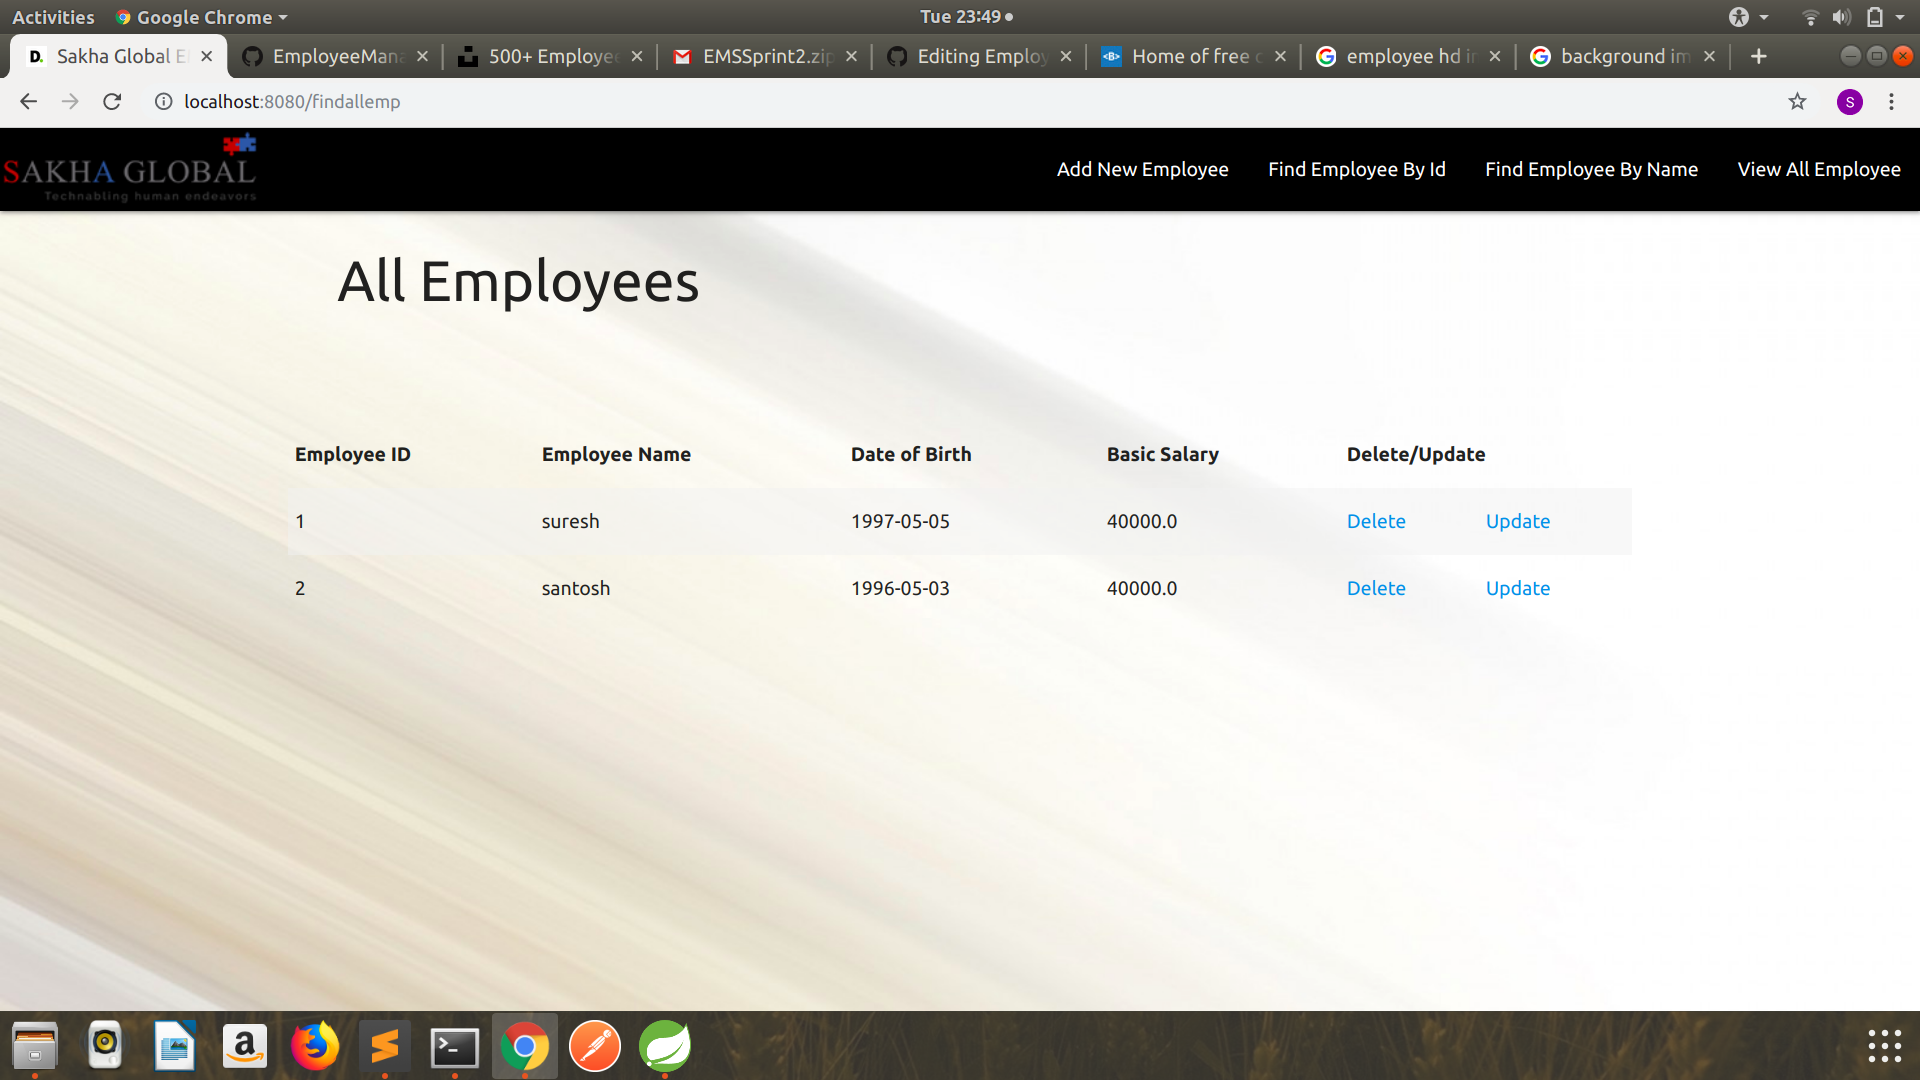 Activities Google Chrome Tue 23:49
Sakha Global E EmployeeMana 500+ Employee EMSSprint2.zip Editing Employ Home of free employee hd background im
localhost:8080/findallemp S
SAKHA GLOBAL
Technabling human endeavors
Add New Employee Find Employee By Id Find Employee By Name View All Employee
All Employees
Employee ID Employee Name Date of Birth Basic Salary Delete/Update
1 suresh 1997-05-05 40000.0 Delete Update
2 santosh 1996-05-03 40000.0 Delete Update